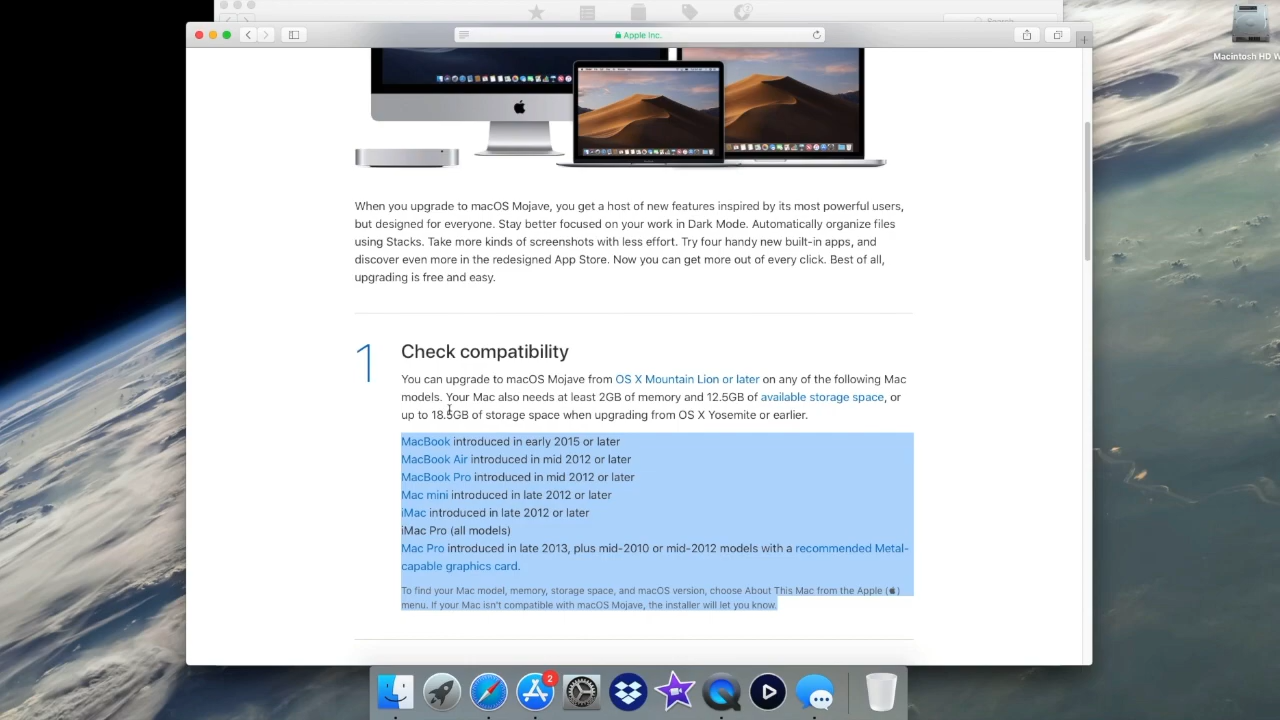 Search
Apple Inc.
Macintosh HD W
When you upgrade to macOS Mojave, you get a host of new features inspired by its most powerful users,
but designed for everyone. Stay better focused on your work in Dark Mode. Automatically organize files
using Stacks. Take more kinds of screenshots with less effort. Try four handy new built-in apps, and
discover even more in the redesigned App Store. Now you can get more out of every click. Best of all,
upgrading is free and easy.
1
Check compatibility
You can upgrade to macOS Mojave from OS X Mountain Lion or later on any of the following Mac
models. Your Mac also needs at least 2GB of memory and 12.5GB of available storage space, or
up to 18.5GB of storage space when upgrading from OS X Yosemite or earlier.
MacBook introduced in early 2015 or later
MacBook Air introduced in mid 2012 or later
MacBook Pro introduced in mid 2012 or later
Mac mini introduced in late 2012 or later
iMac introduced in late 2012 or later
iMac Pro (all models)
Mac Pro introduced in late 2013, plus mid-2010 or mid-2012 models with a recommended Metal-
capable graphics card.
To find your Mac model, memory, storage space, and macOS version, choose About This Mac from the Apple ()
menu. If your Mac isn't compatible with macOS Mojave, the installer will let you know.
2